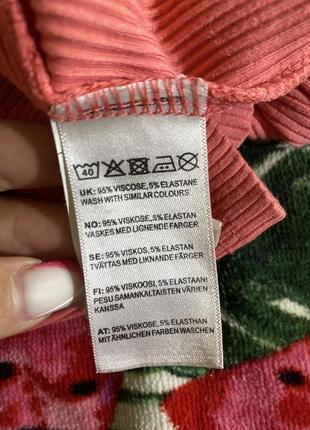 40
UK: 95% VISCOSE, 5% ELASTANE
WASH WITH SIMILAR COLOURS
NO: 95% VISKOSE, 5% ELASTAN
VASKES MED LIGNENDE FARGER
SE: 95% VISKOS, 5% ELASTAN
TVÄTTAS MED LIKNANDE FÄRGER
FI: 95% VISKOOSI, 5% ELASTAANI
PESU SAMANKALTAISTEN VÄRIEN
KANSSA
AT: 95% VISKOSE, 5% ELASTHAN
MIT ÄHNLICHEN FARBEN WASCHEN